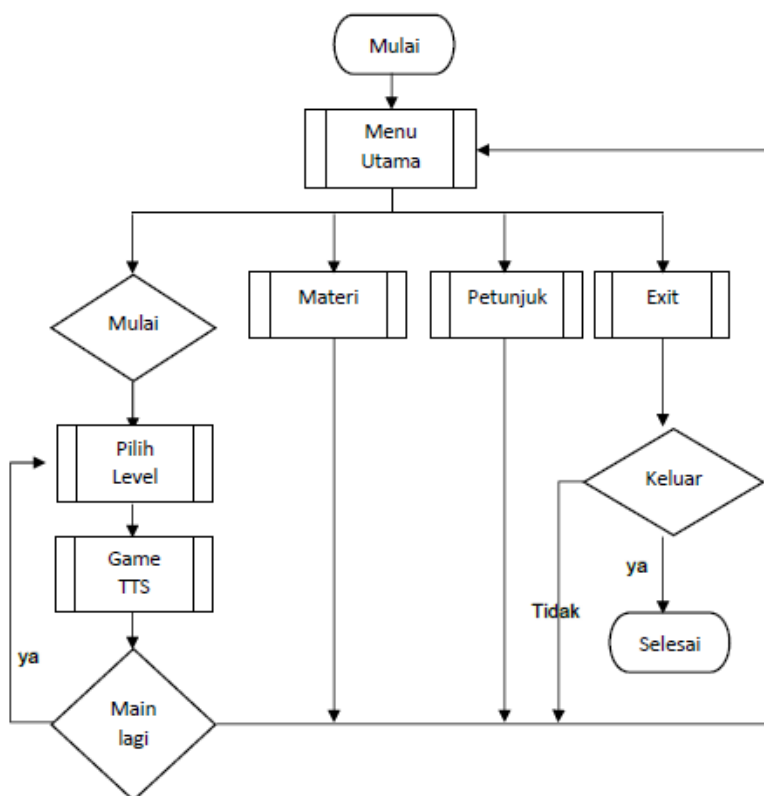 Mulai
Menu
Utama
Mulai
Materi
Petunjuk
Exit
Pilih
Level
Keluar
Game
TTS
ya
Tidak
Selesai
ya
Main
lagi